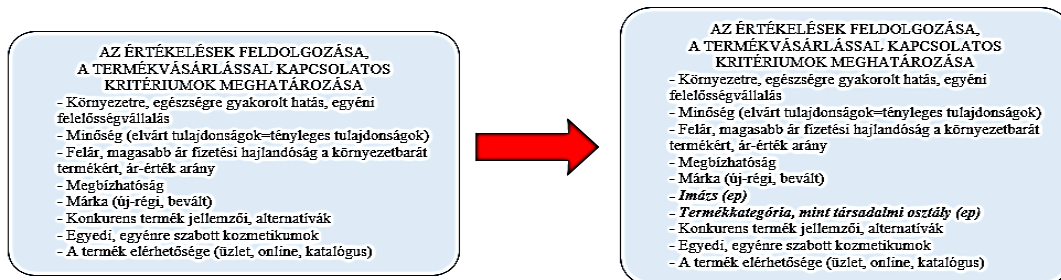 AZ ÉRTÉKELÉSEK FELDOLGOZÁSA,
A TERMÉKVÁSÁRLÁSSAL KAPCSOLATOS
KRITÉRIUMOK MEGHATÁROZÁSA
- Környezetre, egészségre gyakorolt hatás, egyéni
felelősségvállalás
- Minőség (elvárt tulajdonságok=tényleges tulajdonságok)
- Felár, magasabb ár fizetési hajlandóság a környezetbarát
termékért, ár-érték arány
- Megbízhatóság
- Márka (új-régi, bevált)
- Konkurens termék jellemzői, alternatívák
- Egyedi, egyénre szabott kozmetikumok
- A termék elérhetősége (üzlet, online, katalógus)
AZ ÉRTÉKELÉSEK FELDOLGOZÁSA,
A TERMÉKVÁSÁRLÁSSAL KAPCSOLATOS
KRITÉRIUMOK MEGHATÁROZÁSA
- Környezetre, egészségre gyakorolt hatás, egyéni
felelősségvállalás
- Minőség (elvárt tulajdonságok=tényleges tulajdonságok)
- Felár, magasabb ár fizetési hajlandóság a környezetbarát
termékért, ár-érték arány
- Megbízhatóság
- Márka (új-régi, bevált)
- Imázs (ep)
- Termékkategória, mint társadalmi osztály (ep)
- Konkurens termék jellemzői, alternatívák
- Egyedi, egyénre szabott kozmetikumok
- A termék elérhetősége (üzlet, online, katalógus)